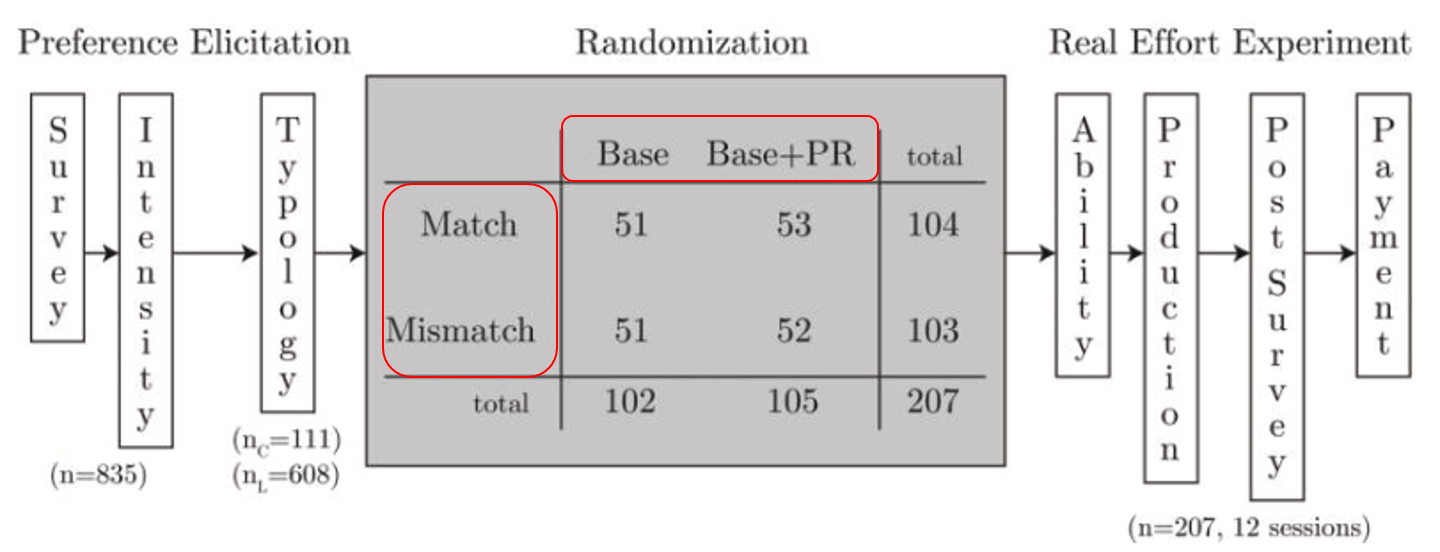 Preference Elicitation
Randomization
Real Effort Experiment
Survey
Intensity
Typology
Base Base+PR total
Match 51 53 104
Mismatch 51 52 103
total 102 105 207
Ability
Production
Post Survey
Payment
(n=835)
(n_C=111)
(n_L=608)
(n=207, 12 sessions)